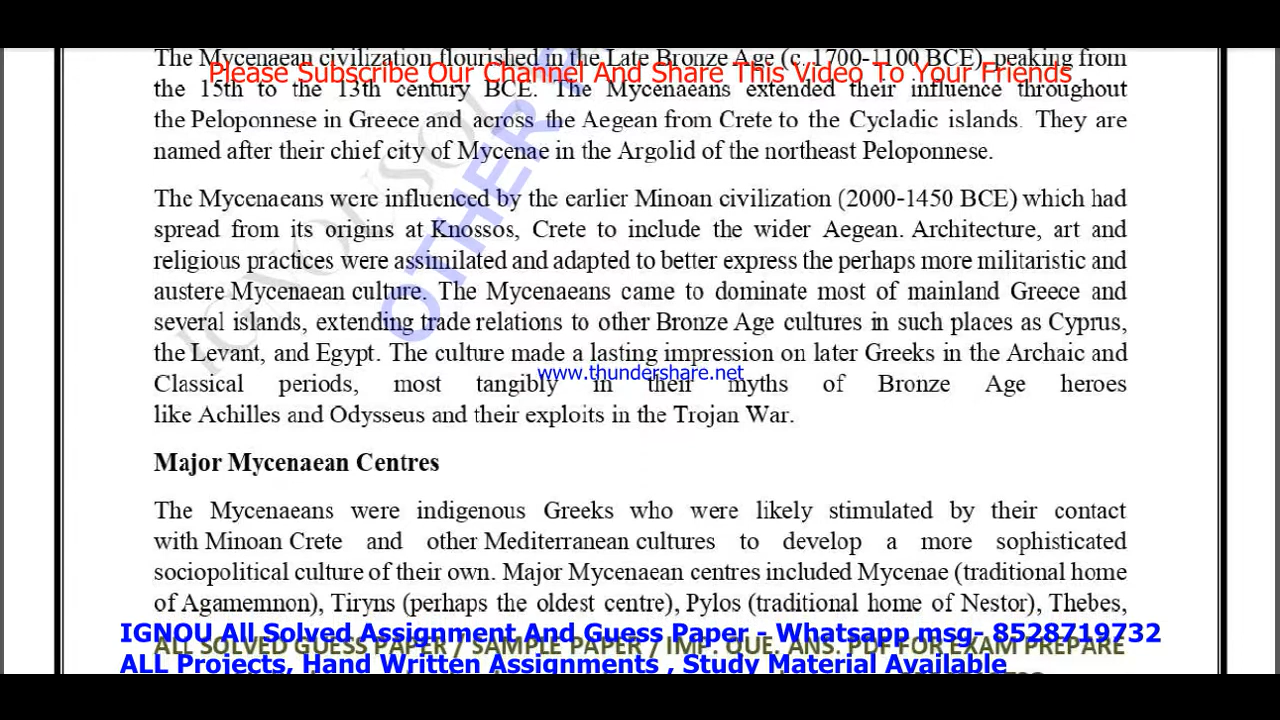 The Mycenaean civilization flourished in the Late Bronze Age (c. 1700-1100 BCE), peaking from
Please Subscribe Our Channel And Share This Video To Your Friends
the 15th to the 13th century BCE. The Mycenaeans extended their influence throughout
the Peloponnese in Greece and across the Aegean from Crete to the Cycladic islands. They are
named after their chief city of Mycenae in the Argolid of the northeast Peloponnese.
The Mycenaeans were influenced by the earlier Minoan civilization (2000-1450 BCE) which had
spread from its origins at Knossos, Crete to include the wider Aegean. Architecture, art and
religious practices were assimilated and adapted to better express the perhaps more militaristic and
austere Mycenaean culture. The Mycenaeans came to dominate most of mainland Greece and
several islands, extending trade relations to other Bronze Age cultures in such places as Cyprus,
the Levant, and Egypt. The culture made a lasting impression on later Greeks in the Archaic and
www.thundershare.net
Classical periods, most tangibly in their myths of Bronze Age heroes
like Achilles and Odysseus and their exploits in the Trojan War.
Major Mycenaean Centres
The Mycenaeans were indigenous Greeks who were likely stimulated by their contact
with Minoan Crete and other Mediterranean cultures to develop a more sophisticated
sociopolitical culture of their own. Major Mycenaean centres included Mycenae (traditional home
of Agamemnon), Tiryns (perhaps the oldest centre), Pylos (traditional home of Nestor), Thebes,
IGNOU All Solved Assignment And Guess Paper - Whatsapp msg- 8528719732
ALL SOLVED GUESS PAPER / SAMPLE PAPER / IMP. QUE. ANS. PDF FOR EXAM PREPARE
ALL Projects, Hand Written Assignments , Study Material Available
IGNOUSOL
OTHER